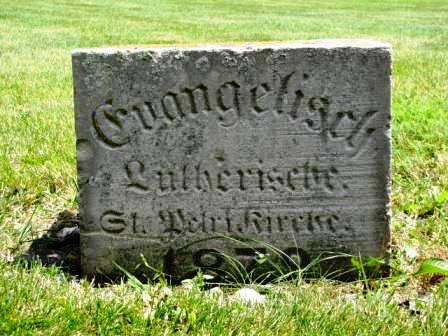 Evangelisch
Lutherische.
St. Petri. Kirche.